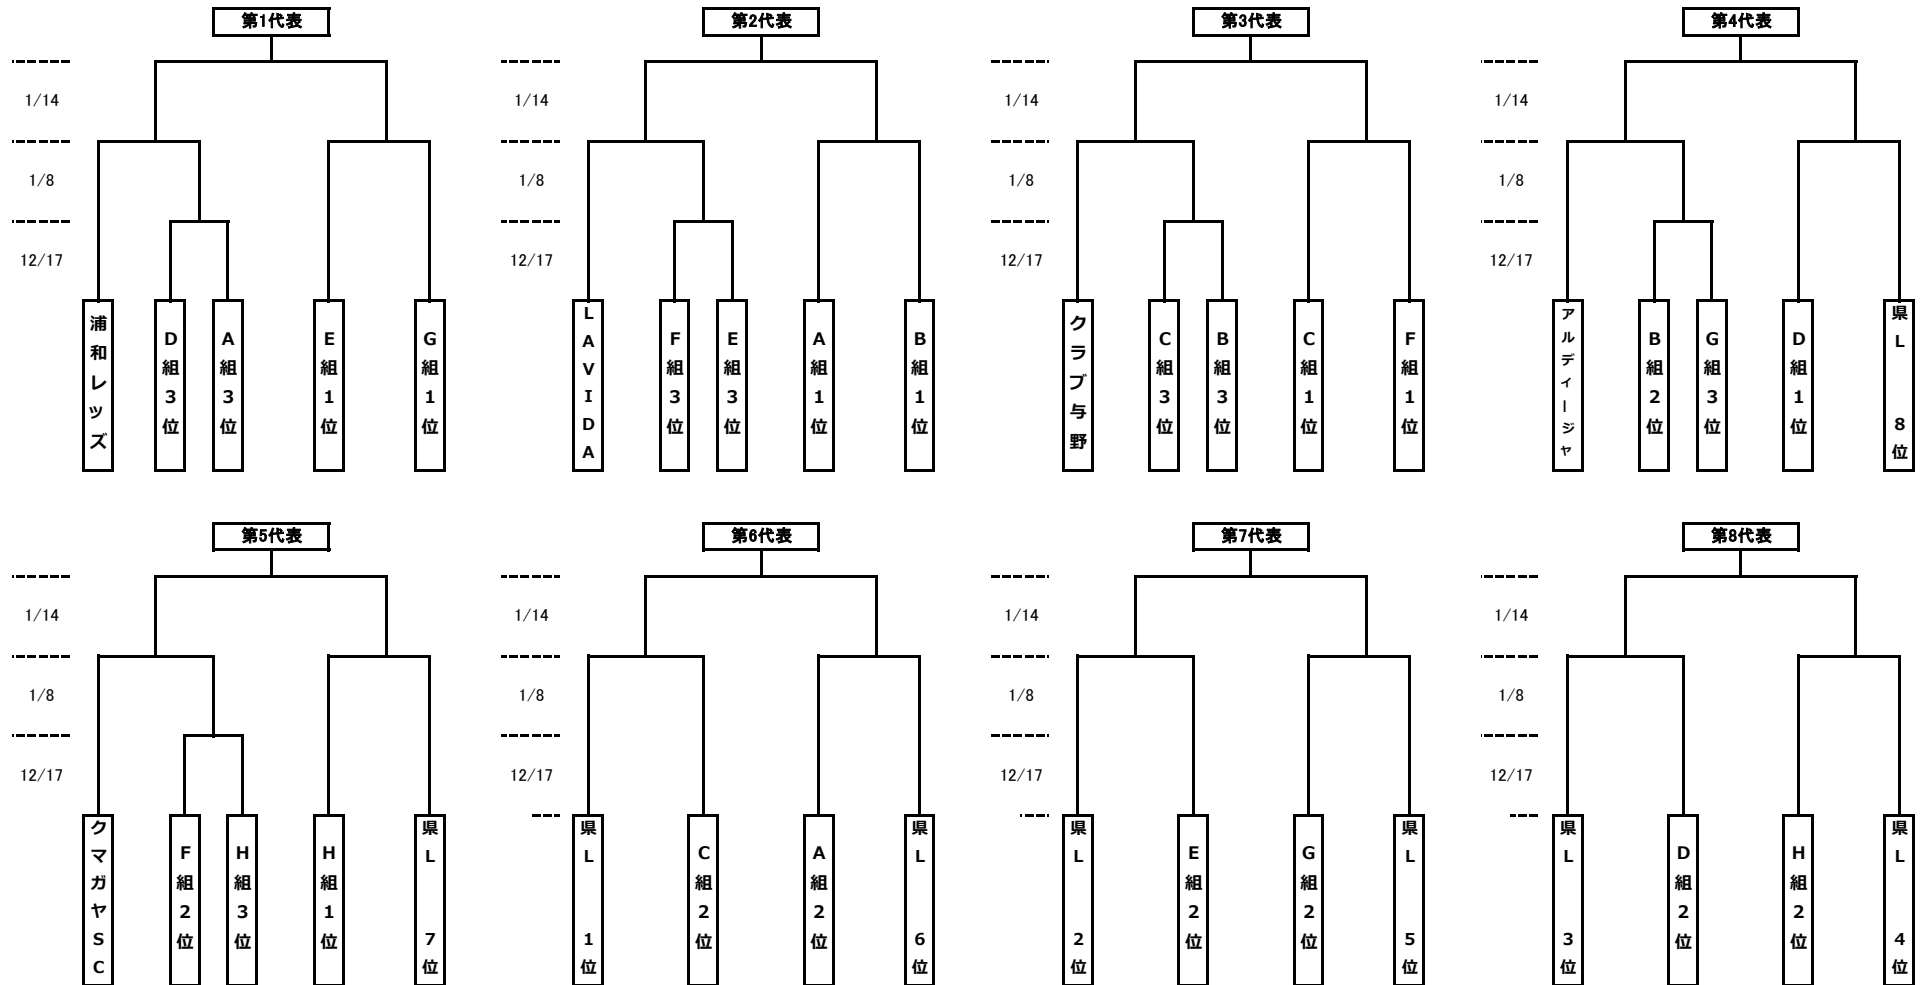 第1代表
第2代表
第3代表
第4代表
1/14
1/14
1/14
1/14
1/8
1/8
1/8
1/8
12/17
12/17
12/17
12/17
浦和レッズ
D組3位
A組3位
E組1位
G組1位
LAVIDA
F組3位
E組3位
A組1位
B組1位
クラブ与野
C組3位
B組3位
C組1位
F組1位
アルディージャ
B組2位
G組3位
D組1位
県L 8位
第5代表
第6代表
第7代表
第8代表
1/14
1/14
1/14
1/14
1/8
1/8
1/8
1/8
12/17
12/17
12/17
12/17
クマガヤSC
F組2位
H組3位
H組1位
県L 7位
県L 1位
C組2位
A組2位
県L 6位
県L 2位
E組2位
G組2位
県L 5位
県L 3位
D組2位
H組2位
県L 4位